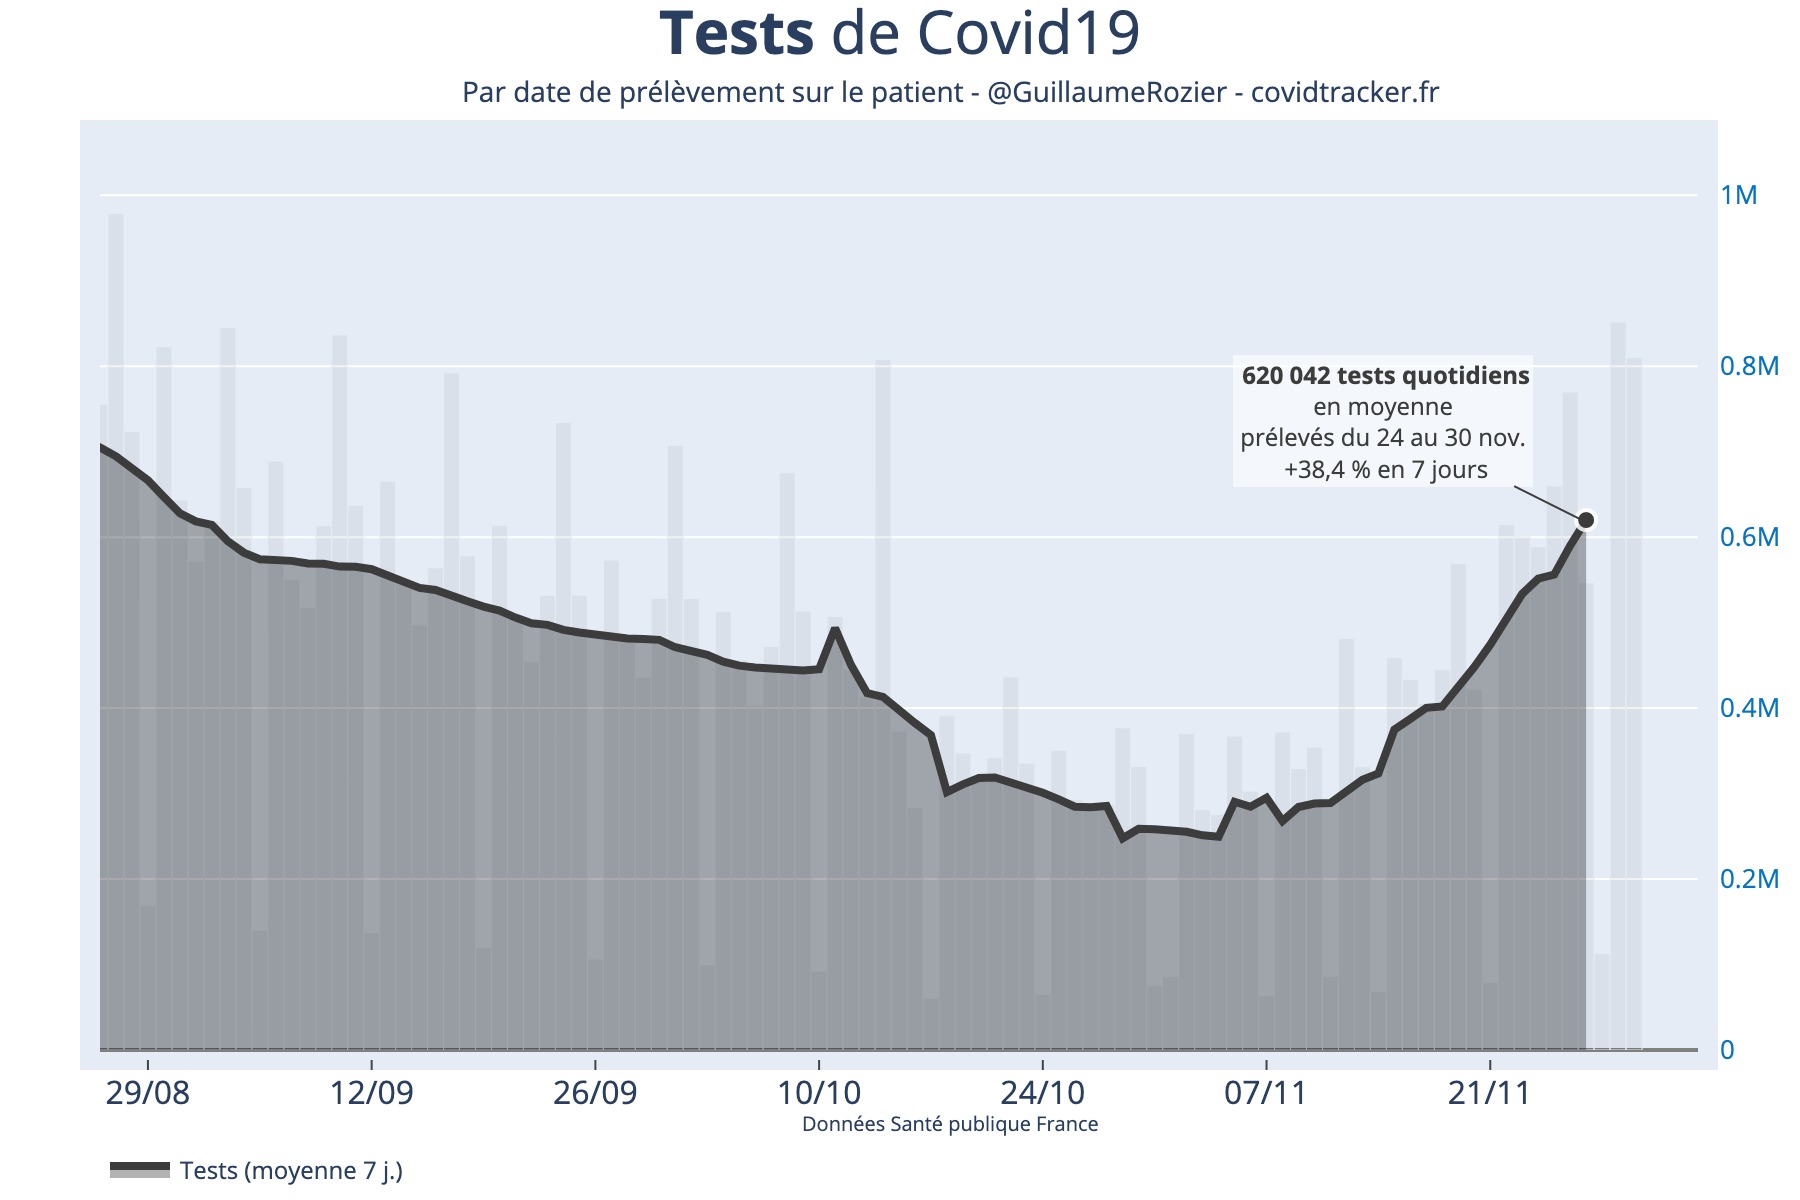 Tests de Covid19
Par date de prélèvement sur le patient - @GuillaumeRozier - covidtracker.fr
1M
0.8M
620 042 tests quotidiens
en moyenne
prélevés du 24 au 30 nov.
+38,4 % en 7 jours
0.6M
0.4M
0.2M
0
29/08 12/09 26/09 10/10 24/10 07/11 21/11
Données Santé publique France
Tests (moyenne 7 j.)